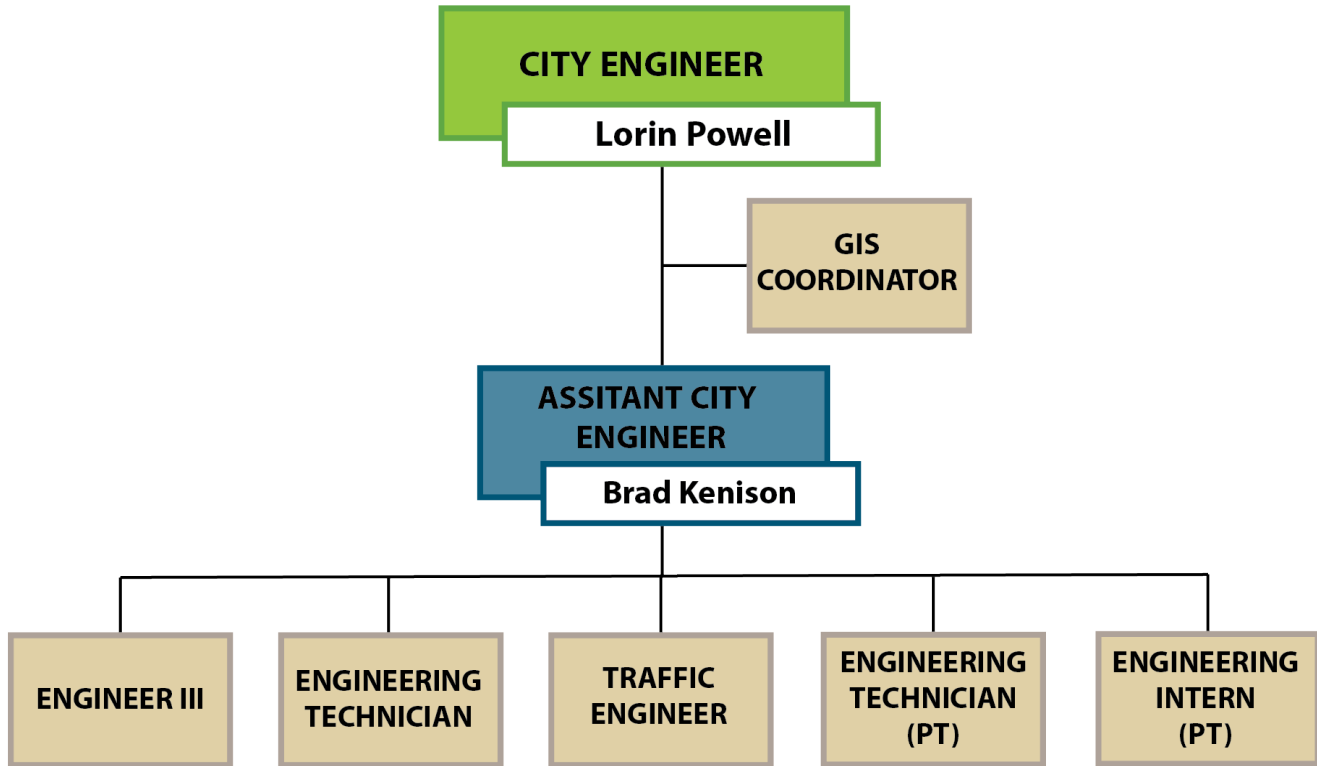 CITY ENGINEER
Lorin Powell
GIS
COORDINATOR
ASSITANT CITY
ENGINEER
Brad Kenison
ENGINEER III
ENGINEERING
TECHNICIAN
TRAFFIC
ENGINEER
ENGINEERING
TECHNICIAN
(PT)
ENGINEERING
INTERN
(PT)